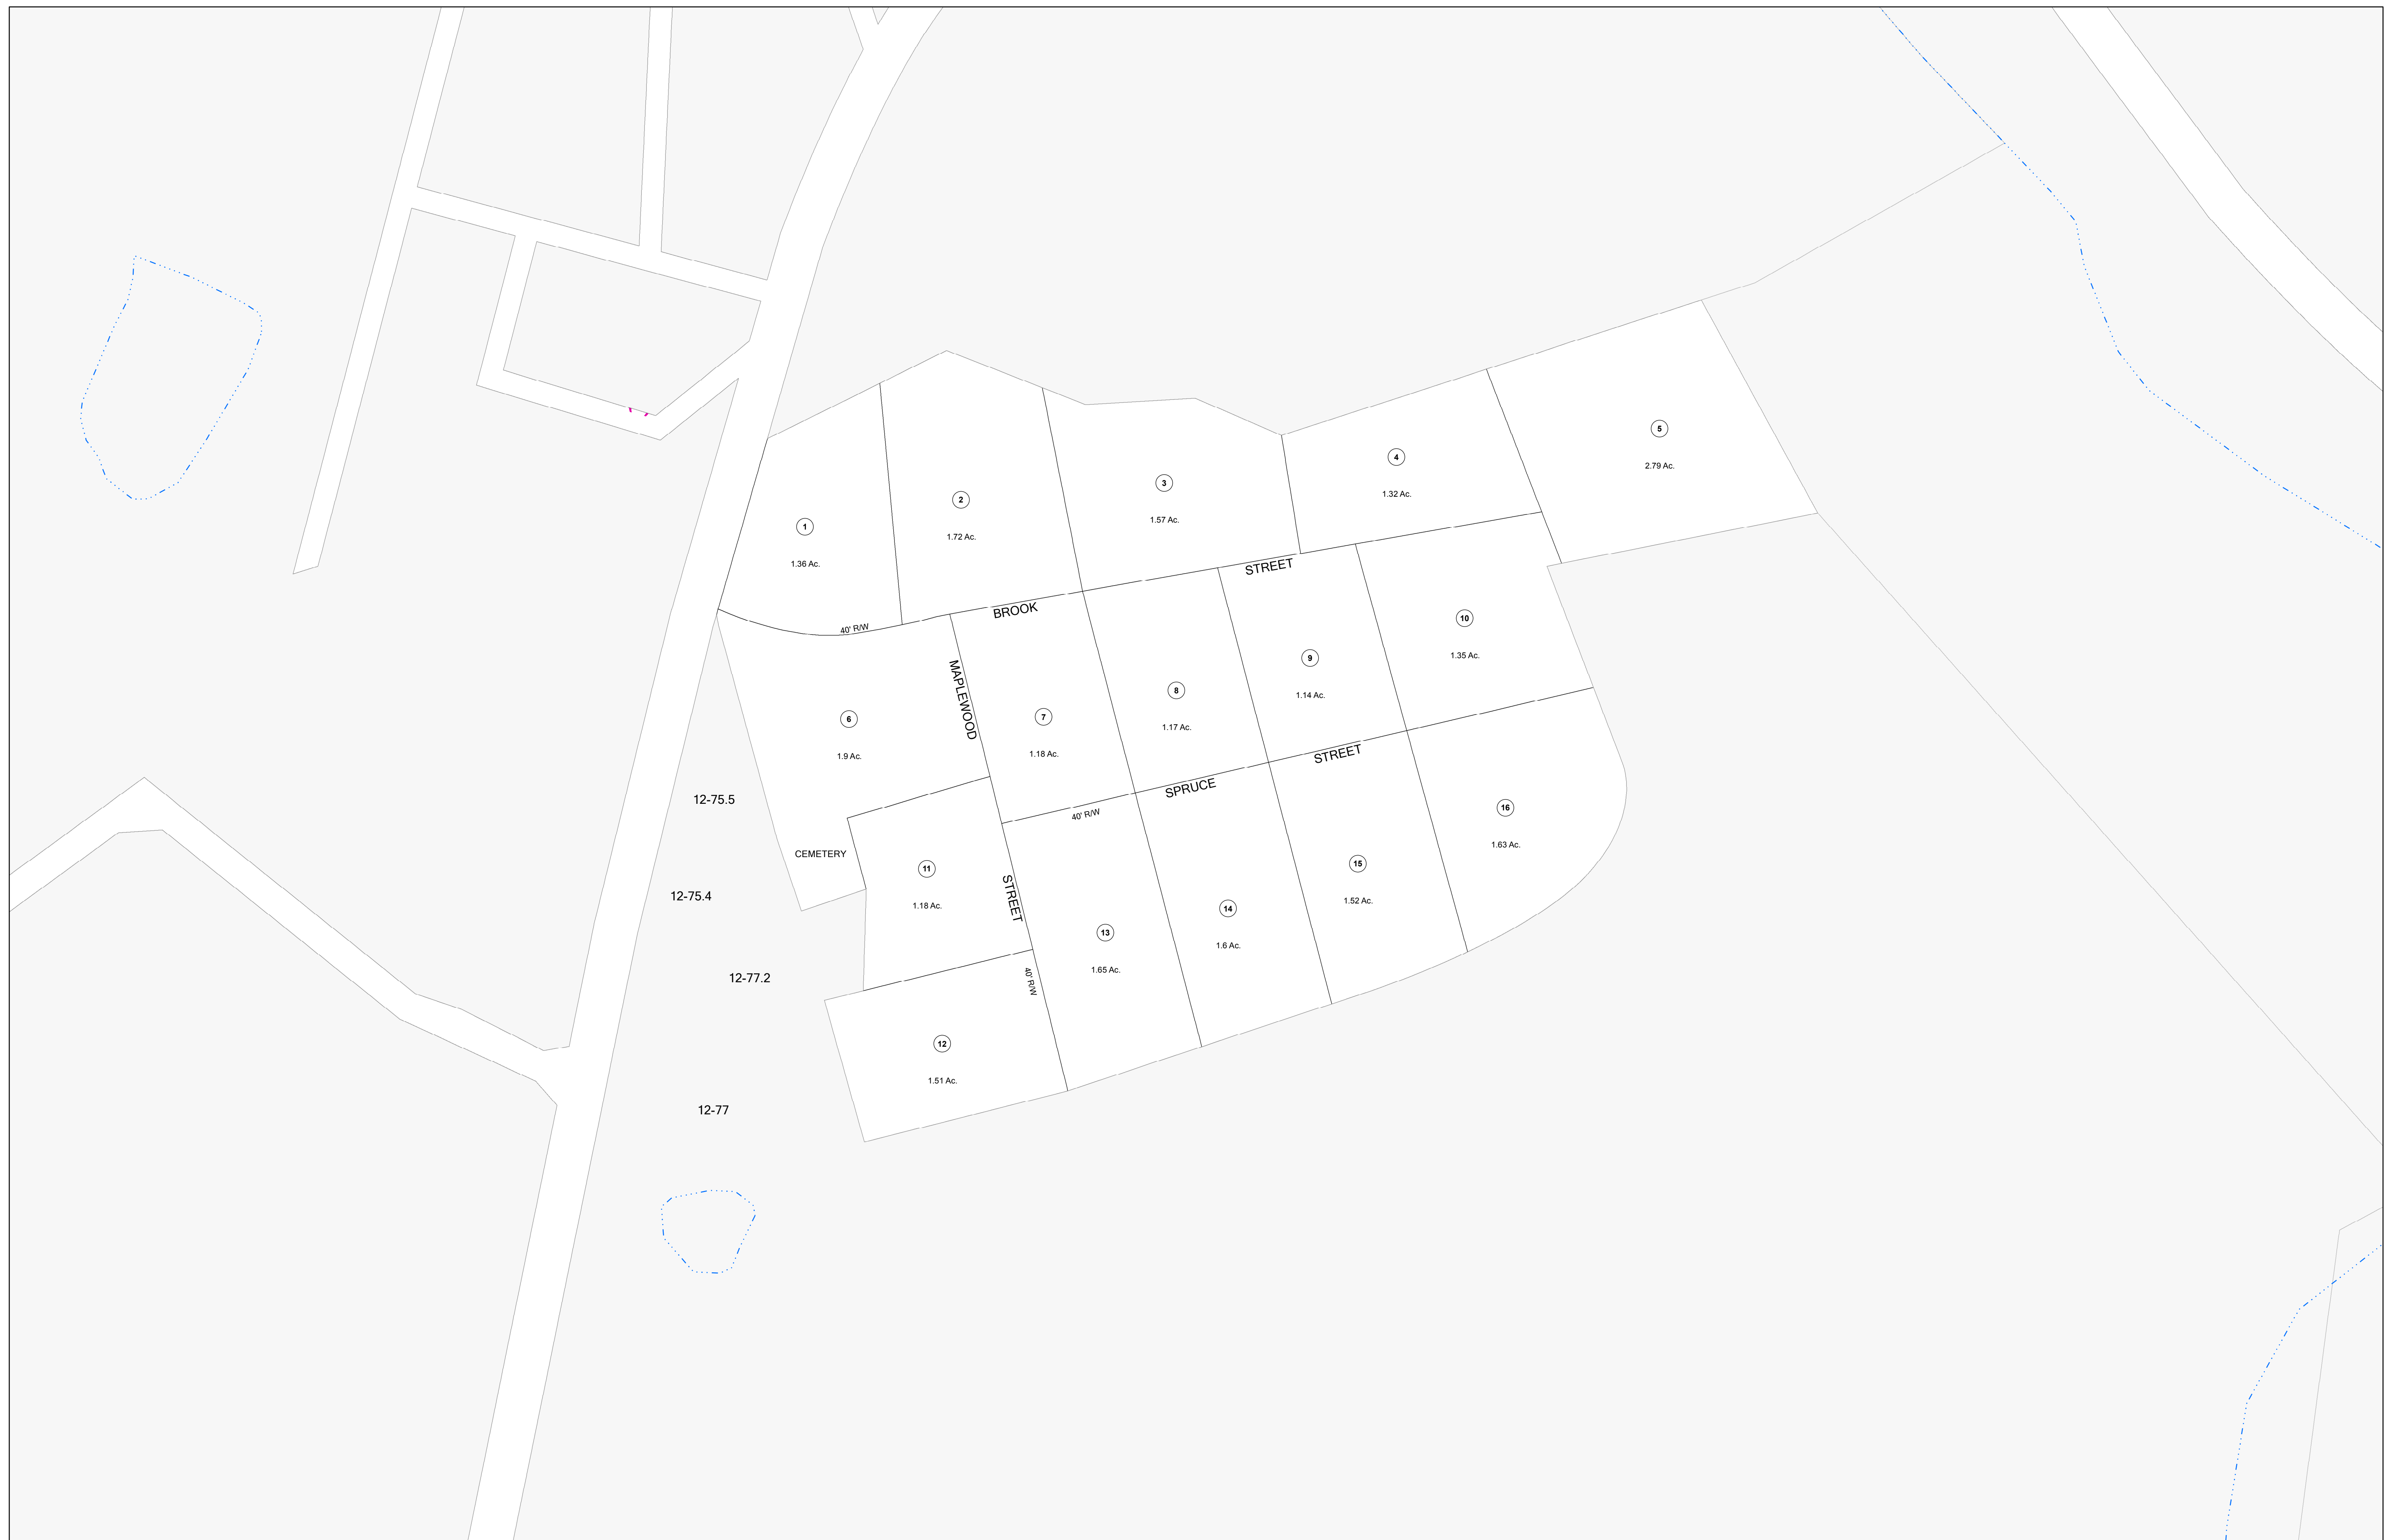 5
2.79 Ac.
4
1.32 Ac.
3
1.57 Ac.
2
1.72 Ac.
1
1.36 Ac.
BROOK STREET
40' R/W
10
1.35 Ac.
9
1.14 Ac.
8
1.17 Ac.
7
1.18 Ac.
6
1.9 Ac.
MAPLEWOOD STREET
40' R/W
SPRUCE STREET
40' R/W
CEMETERY
11
1.18 Ac.
16
1.63 Ac.
15
1.52 Ac.
14
1.6 Ac.
13
1.65 Ac.
12
1.51 Ac.
12-75.5
12-75.4
12-77.2
12-77